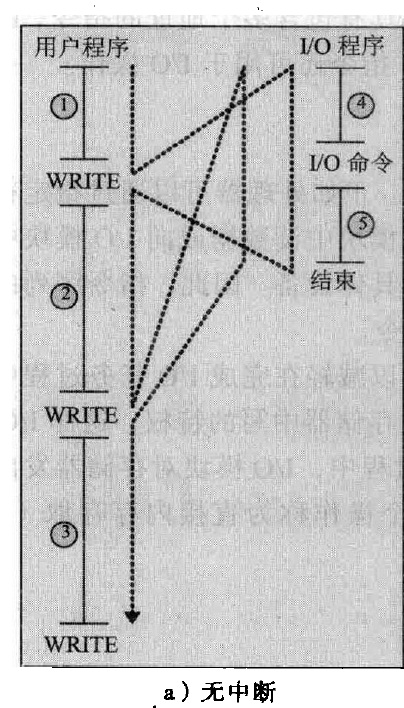 用户程序
I/O 程序
①
④
WRITE
I/O 命令
⑤
②
结束
WRITE
③
WRITE
a）无中断